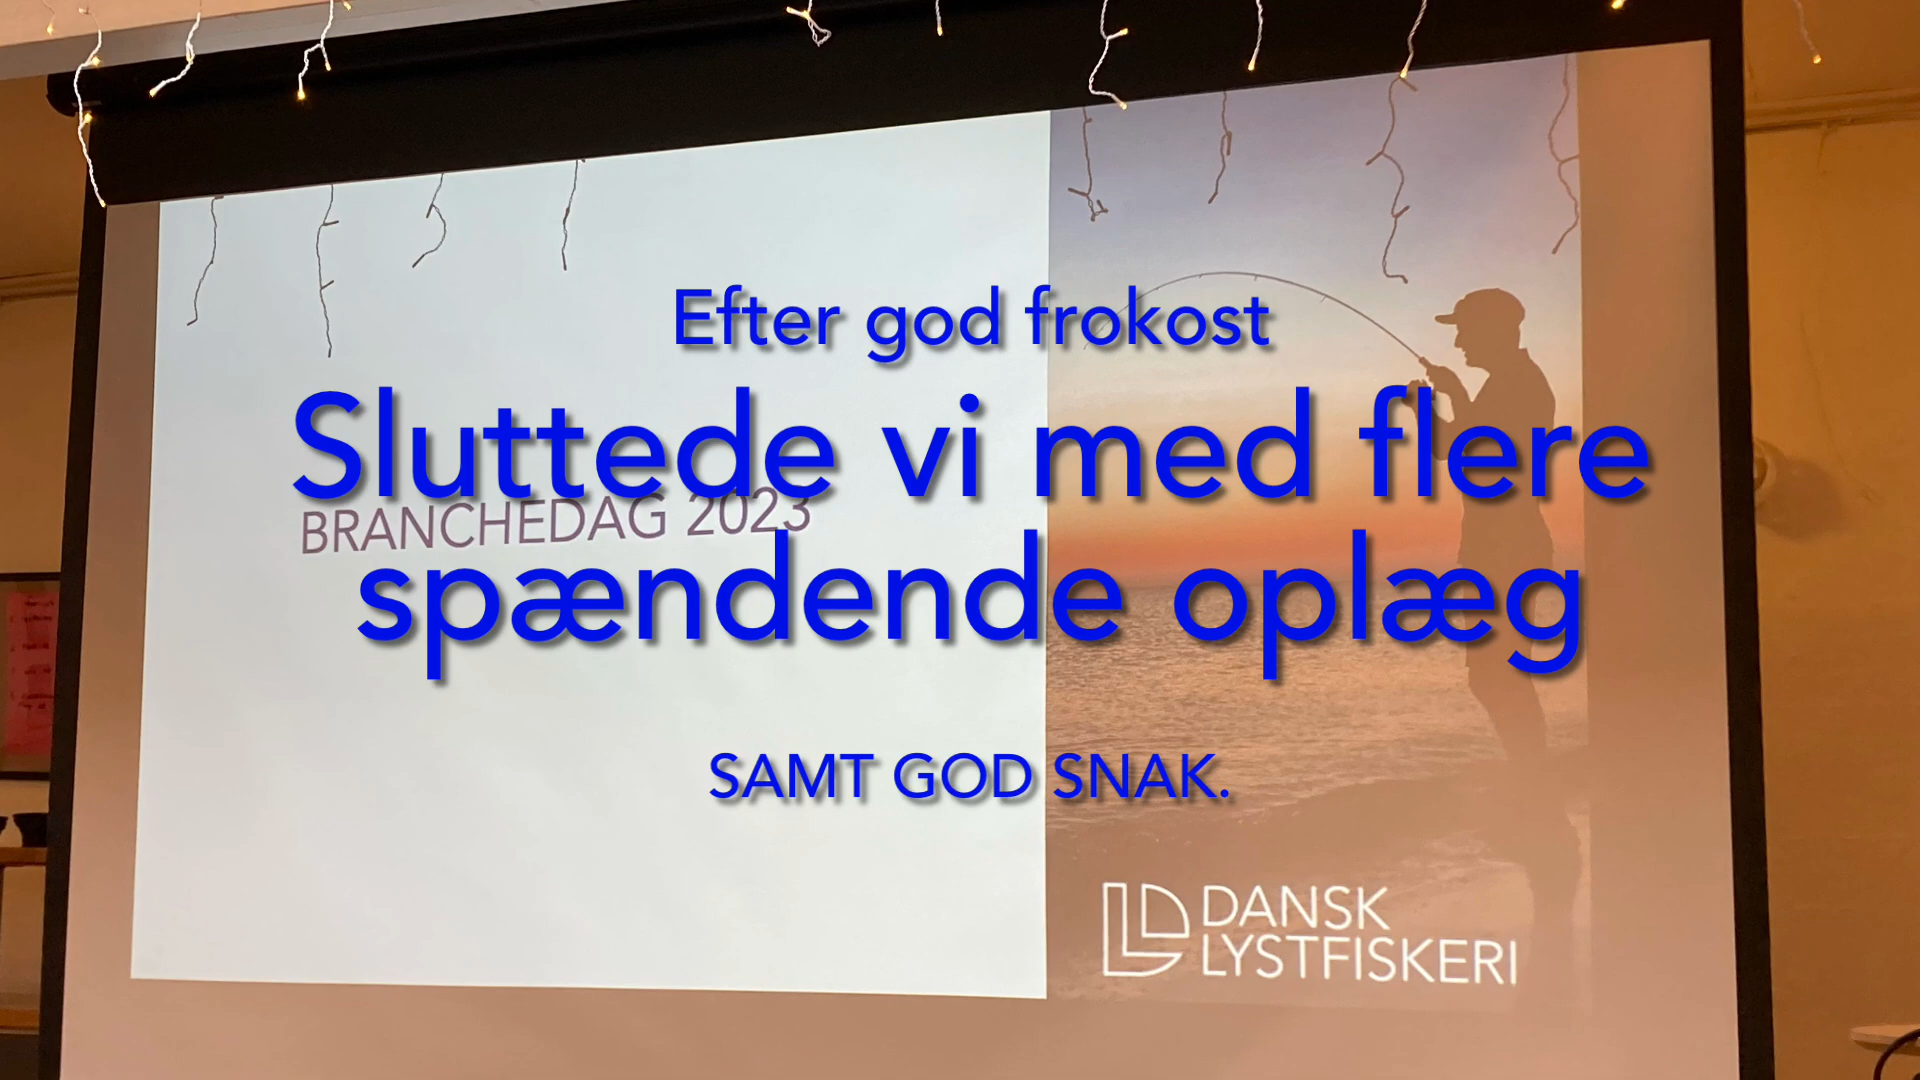 Efter god frokost
Sluttede vi med flere
BRANCHEDAG 2023
spændende oplæg
SAMT GOD SNAK.
DANSK
LYSTFISKERI